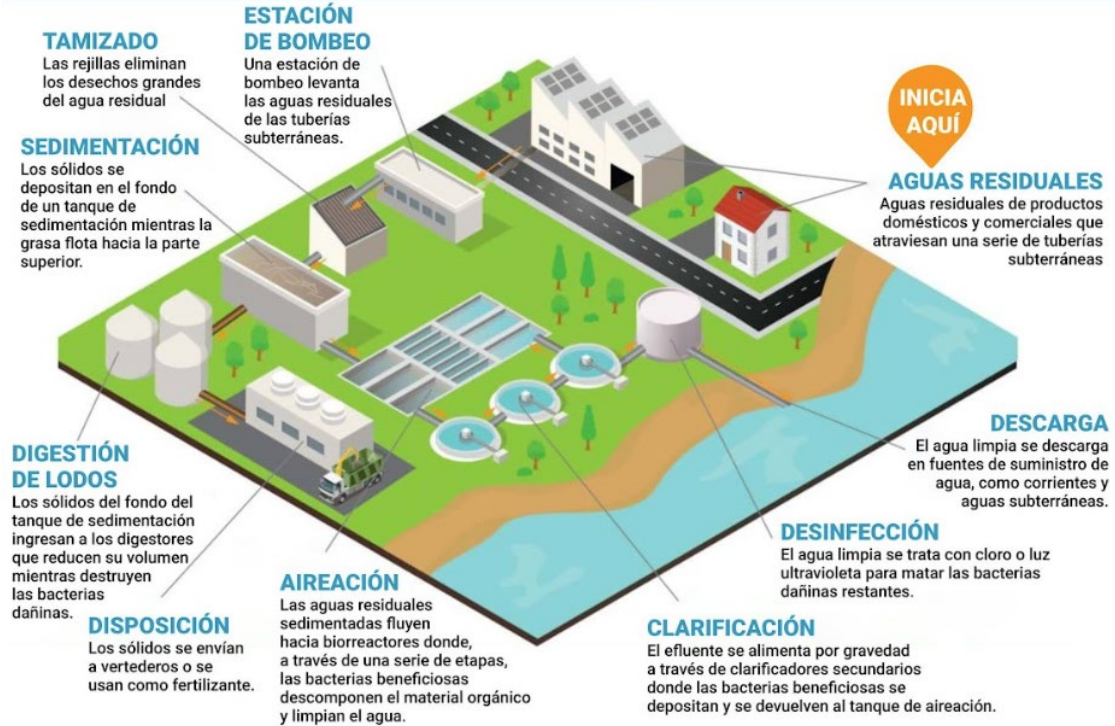 INICIA
AQUÍ
AGUAS RESIDUALES
Aguas residuales de productos
domésticos y comerciales que
atraviesan una serie de tuberías
subterráneas
ESTACIÓN
DE BOMBEO
Una estación de
bombeo levanta
las aguas residuales
de las tuberías
subterráneas.
TAMIZADO
Las rejillas eliminan
los desechos grandes
del agua residual
SEDIMENTACIÓN
Los sólidos se
depositan en el fondo
de un tanque de
sedimentación mientras la
grasa flota hacia la parte
superior.
DIGESTIÓN
DE LODOS
Los sólidos del fondo del
tanque de sedimentación
ingresan a los digestores
que reducen su volumen
mientras destruyen
las bacterias
dañinas.
DISPOSICIÓN
Los sólidos se envían
a vertederos o se
usan como fertilizante.
AIREACIÓN
Las aguas residuales
sedimentadas fluyen
hacia biorreactores donde,
a través de una serie de etapas,
las bacterias beneficiosas
descomponen el material orgánico
y limpian el agua.
CLARIFICACIÓN
El efluente se alimenta por gravedad
a través de clarificadores secundarios
donde las bacterias beneficiosas se
depositan y se devuelven al tanque de aireación.
DESINFECCIÓN
El agua limpia se trata con cloro o luz
ultravioleta para matar las bacterias
dañinas restantes.
DESCARGA
El agua limpia se descarga
en fuentes de suministro de
agua, como corrientes y
aguas subterráneas.